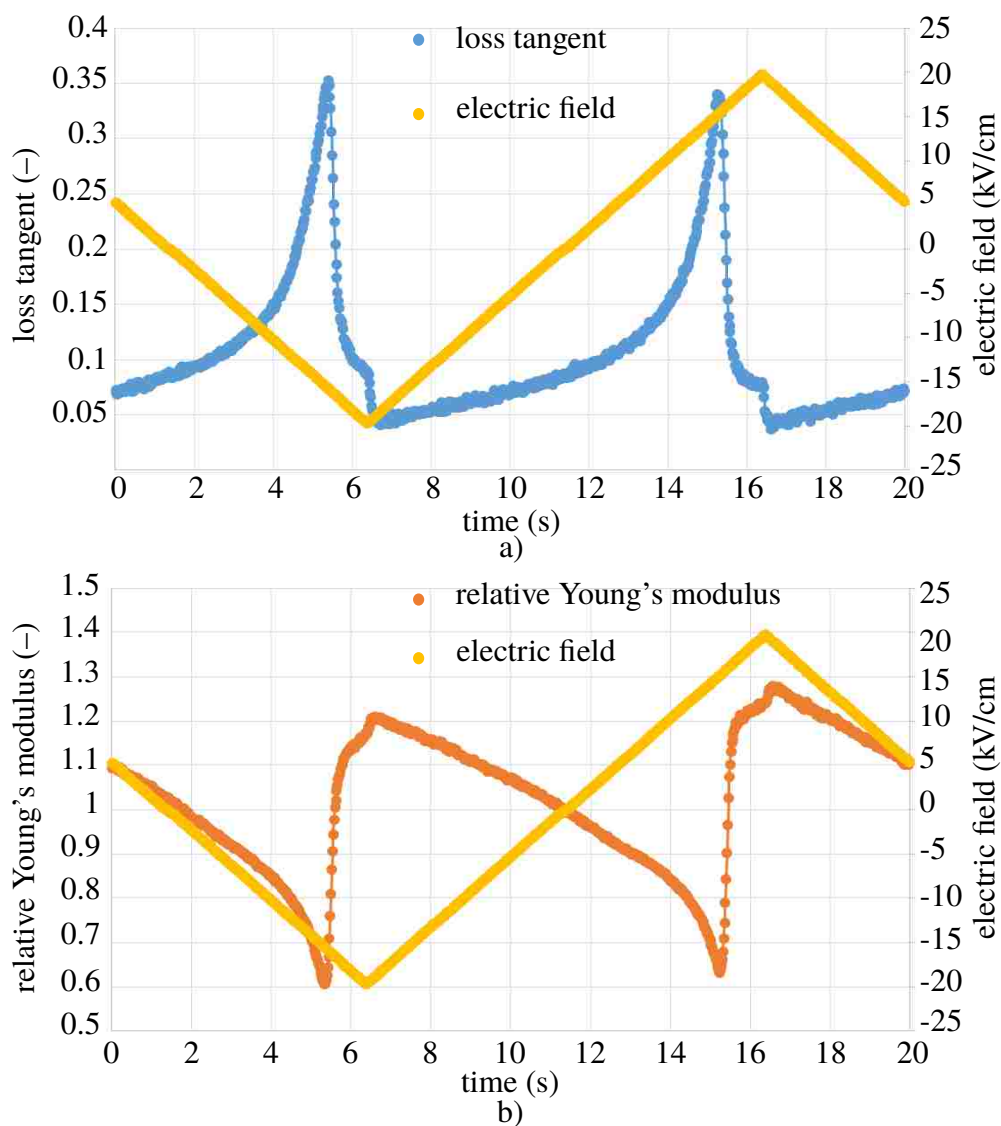 0.4
0.35
0.3
0.25
0.2
0.15
0.1
0.05
loss tangent (–)
loss tangent
electric field
25
20
15
10
5
0
-5
-10
-15
-20
-25
electric field (kV/cm)
0 2 4 6 8 10 12 14 16 18 20
time (s)
a)
1.5
1.4
1.3
1.2
1.1
1
0.9
0.8
0.7
0.6
0.5
relative Young's modulus (–)
relative Young's modulus
electric field
25
20
15
10
5
0
-5
-10
-15
-20
-25
electric field (kV/cm)
0 2 4 6 8 10 12 14 16 18 20
time (s)
b)